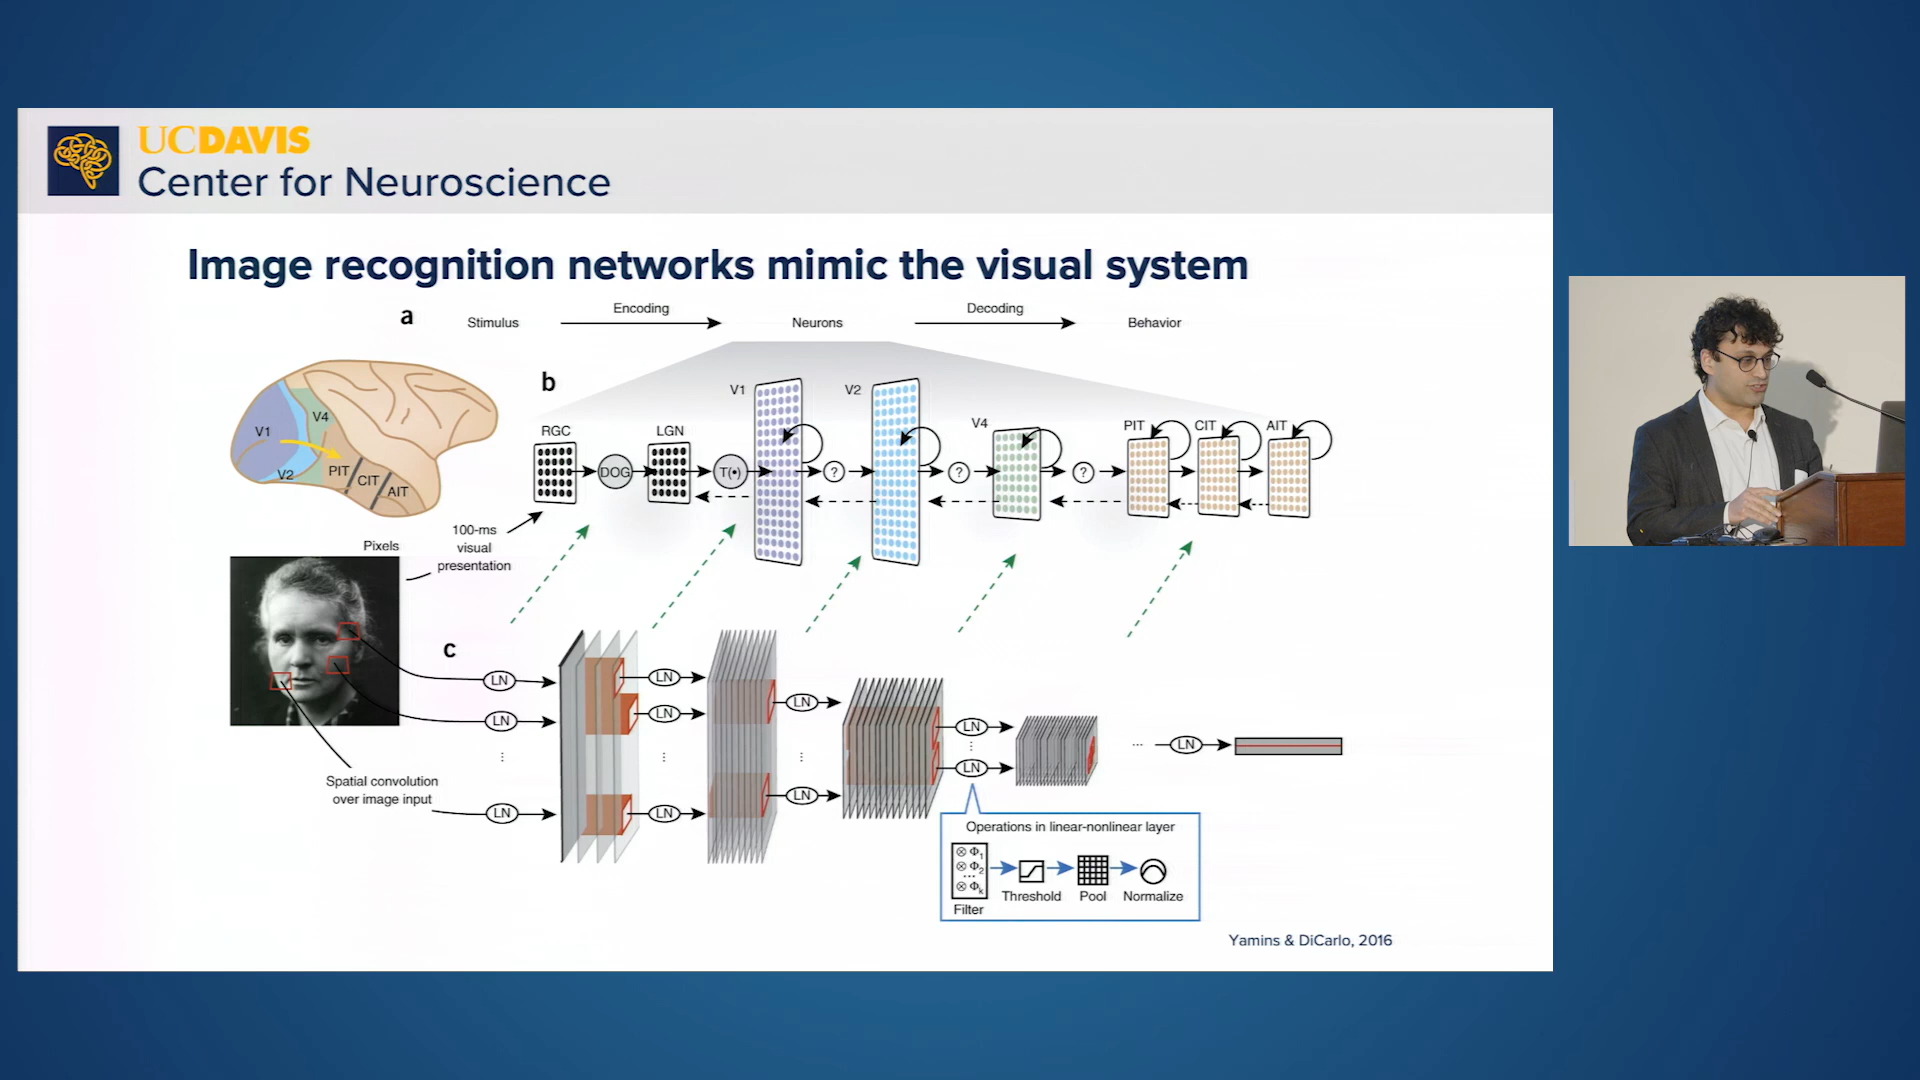 UCDAVIS
Center for Neuroscience
Image recognition networks mimic the visual system
a
Stimulus
Encoding
Neurons
Decoding
Behavior
b
V1
V2
V4
PIT
CIT
AIT
RGC
DOG
LGN
T(•)
V1
?
V2
?
V4
?
PIT
CIT
AIT
100-ms
visual
presentation
Pixels
c
LN
LN
LN
LN
LN
LN
LN
LN
LN
LN
...
LN
Spatial convolution
over image input
Operations in linear-nonlinear layer
⊗ Φ1
⊗ Φ2
...
⊗ Φk
Filter
Threshold
Pool
Normalize
Yamins & DiCarlo, 2016